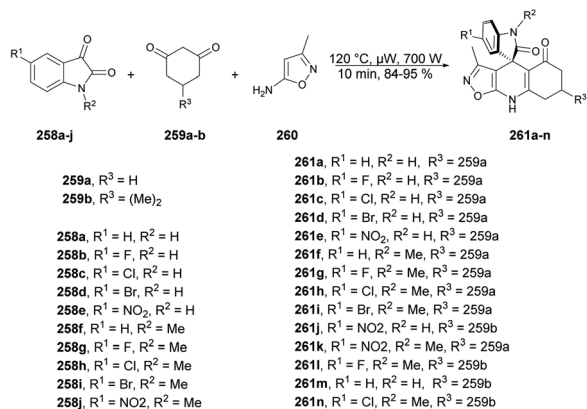 R1
O
O
N
R2
+
O
O
R3
+
H2N
O
N
120 °C, µW, 700 W
10 min, 84-95 %
R1
R2
N
O
O
N
O
N
H
R3
258a-j
259a-b
260
261a-n
259a, R3 = H
259b, R3 = (Me)2
258a, R1 = H, R2 = H
258b, R1 = F, R2 = H
258c, R1 = Cl, R2 = H
258d, R1 = Br, R2 = H
258e, R1 = NO2, R2 = H
258f, R1 = H, R2 = Me
258g, R1 = F, R2 = Me
258h, R1 = Cl, R2 = Me
258i, R1 = Br, R2 = Me
258j, R1 = NO2, R2 = Me
261a, R1 = H, R2 = H, R3 = 259a
261b, R1 = F, R2 = H, R3 = 259a
261c, R1 = Cl, R2 = H, R3 = 259a
261d, R1 = Br, R2 = H, R3 = 259a
261e, R1 = NO2, R2 = H, R3 = 259a
261f, R1 = H, R2 = Me, R3 = 259a
261g, R1 = F, R2 = Me, R3 = 259a
261h, R1 = Cl, R2 = Me, R3 = 259a
261i, R1 = Br, R2 = Me, R3 = 259a
261j, R1 = NO2, R2 = H, R3 = 259b
261k, R1 = NO2, R2 = Me, R3 = 259a
261l, R1 = F, R2 = Me, R3 = 259b
261m, R1 = H, R2 = H, R3 = 259b
261n, R1 = Cl, R2 = Me, R3 = 259b